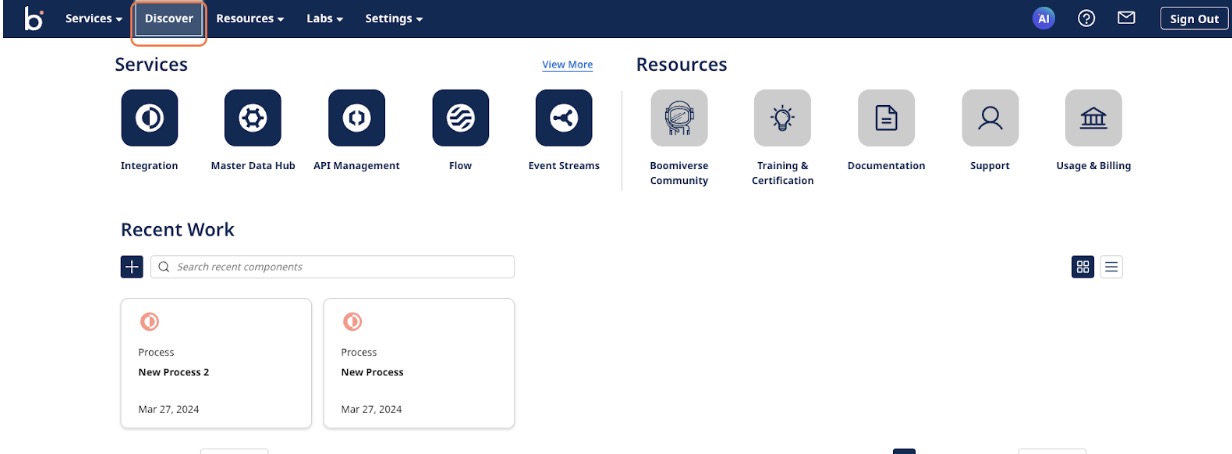 b Services Discover Resources Labs Settings AI Sign Out
Services View More Resources
Integration Master Data Hub API Management Flow Event Streams Boomiverse Community Training & Certification Documentation Support Usage & Billing
Recent Work
Search recent components
Process Process
New Process 2 New Process
Mar 27, 2024 Mar 27, 2024